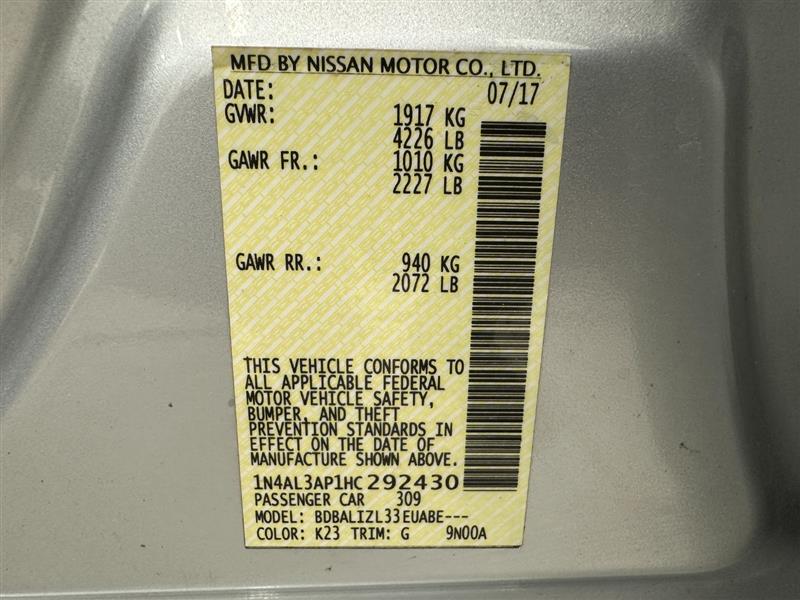 MFD BY NISSAN MOTOR CO., LTD.
DATE: 07/17
GVWR: 1917 KG
4226 LB
GAWR FR.: 1010 KG
2227 LB
GAWR RR.: 940 KG
2072 LB
THIS VEHICLE CONFORMS TO
ALL APPLICABLE FEDERAL
MOTOR VEHICLE SAFETY,
BUMPER, AND THEFT
PREVENTION STANDARDS IN
EFFECT ON THE DATE OF
MANUFACTURE SHOWN ABOVE.
1N4AL3AP1HC292430
PASSENGER CAR 309
MODEL: BDBALIZL33EUABE---
COLOR: K23 TRIM: G 9N00A